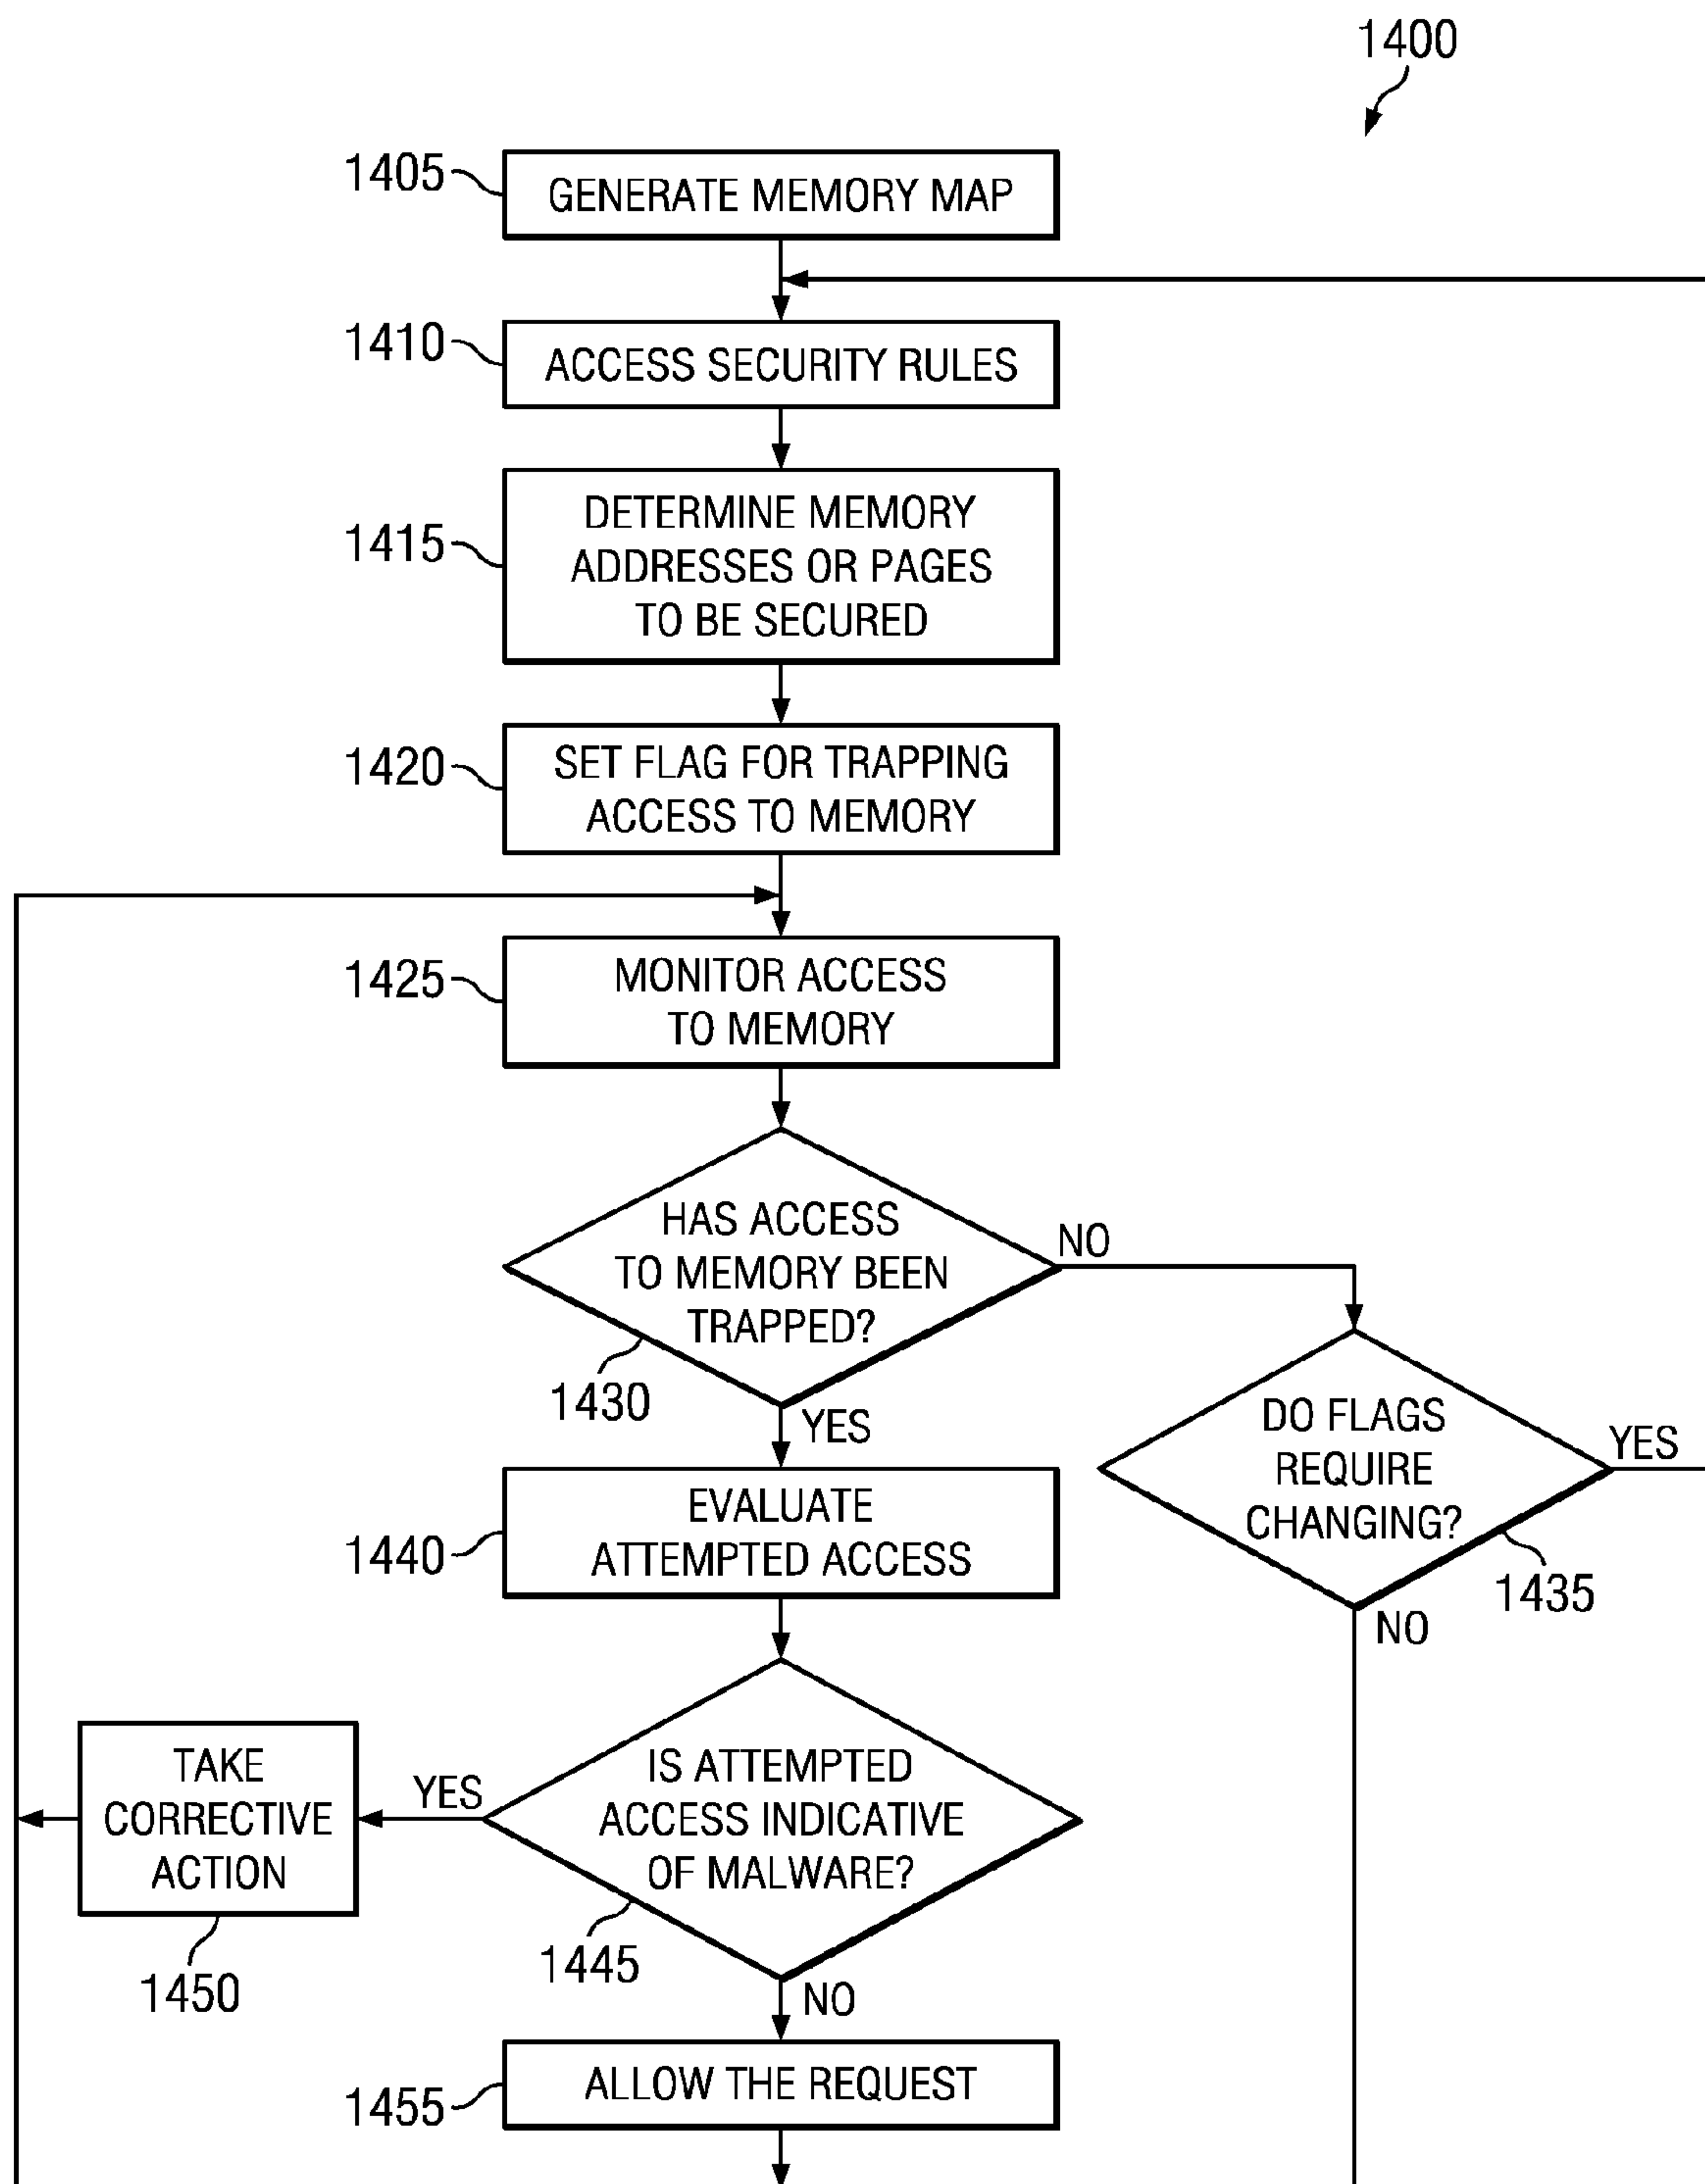 1400
1405
GENERATE MEMORY MAP
1410
ACCESS SECURITY RULES
1415
DETERMINE MEMORY
ADDRESSES OR PAGES
TO BE SECURED
1420
SET FLAG FOR TRAPPING
ACCESS TO MEMORY
1425
MONITOR ACCESS
TO MEMORY
HAS ACCESS
TO MEMORY BEEN
TRAPPED?
NO
1430
YES
DO FLAGS
REQUIRE
CHANGING?
YES
1435
NO
1440
EVALUATE
ATTEMPTED ACCESS
IS ATTEMPTED
ACCESS INDICATIVE
OF MALWARE?
YES
TAKE
CORRECTIVE
ACTION
1445
1450
NO
1455
ALLOW THE REQUEST